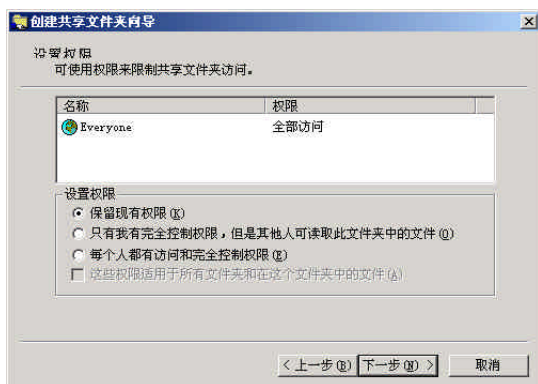 创建共享文件夹向导
设置权限
可使用权限来限制共享文件夹访问。
名称 权限
Everyone 全部访问
设置权限
保留现有权限(K)
只有我有完全控制权限，但是其他人可读取此文件夹中的文件(O)
每个人都有访问和完全控制权限(E)
这些权限适用于所有文件夹和在这个文件夹中的文件(A)
< 上一步(B) 下一步(N) > 取消